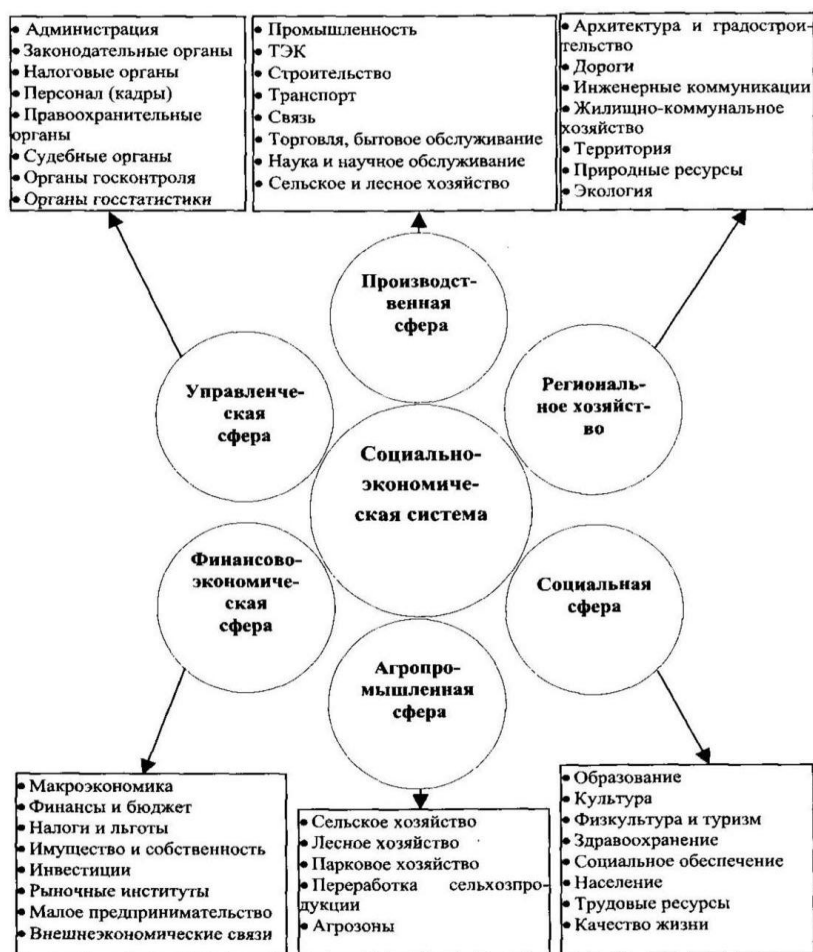 • Администрация
• Законодательные органы
• Налоговые органы
• Персонал (кадры)
• Правоохранительные
органы
• Судебные органы
• Органы госконтроля
• Органы госстатистики
• Промышленность
• ТЭК
• Строительство
• Транспорт
• Связь
• Торговля, бытовое обслуживание
• Наука и научное обслуживание
• Сельское и лесное хозяйство
• Архитектура и градострои-
тельство
• Дороги
• Инженерные коммуникации
• Жилищно-коммунальное
хозяйство
• Территория
• Природные ресурсы
• Экология
Производст-
венная
сфера
Управленче-
ская
сфера
Региональ-
ное хозяйст-
во
Социально-
экономиче-
ская система
Финансово-
экономиче-
ская
сфера
Социальная
сфера
Агропро-
мышленная
сфера
• Макроэкономика
• Финансы и бюджет
• Налоги и льготы
• Имущество и собственность
• Инвестиции
• Рыночные институты
• Малое предпринимательство
• Внешнеэкономические связи
• Сельское хозяйство
• Лесное хозяйство
• Парковое хозяйство
• Переработка сельхозпро-
дукции
• Агрозоны
• Образование
• Культура
• Физкультура и туризм
• Здравоохранение
• Социальное обеспечение
• Население
• Трудовые ресурсы
• Качество жизни